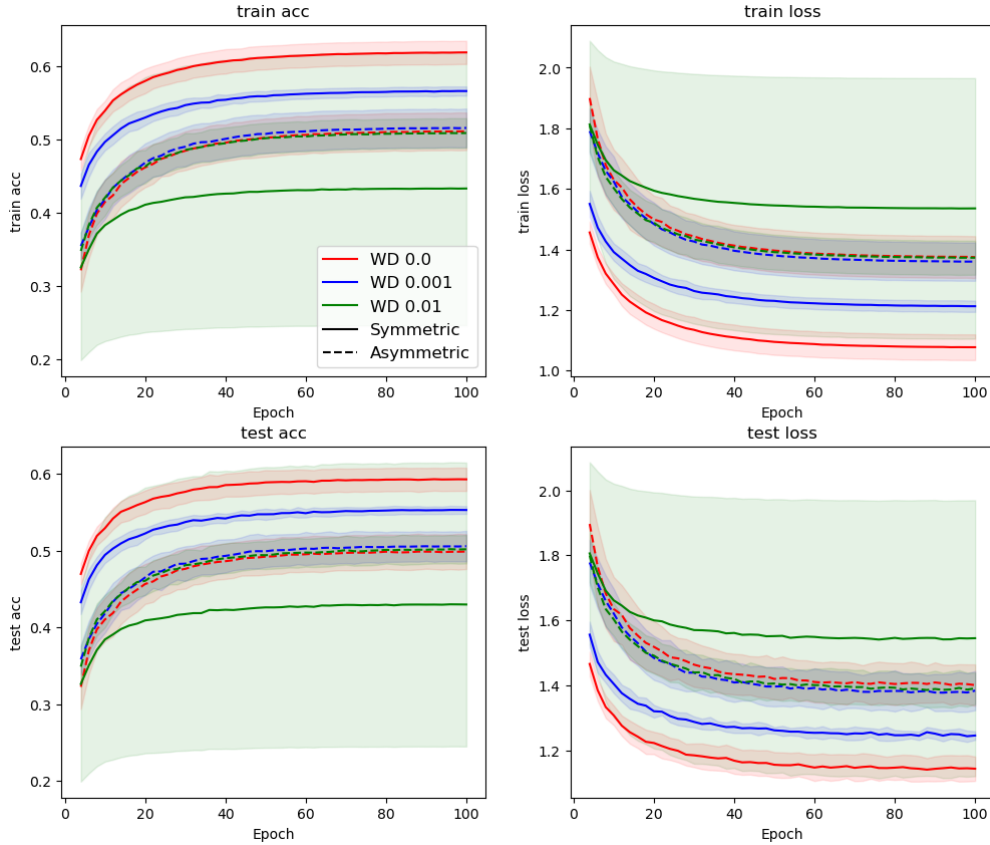 train acc
train acc
0.6
0.5
0.4
0.3
0.2
WD 0.0
WD 0.001
WD 0.01
Symmetric
Asymmetric
0 20 40 60 80 100
Epoch
train loss
train loss
2.0
1.8
1.6
1.4
1.2
1.0
0 20 40 60 80 100
Epoch
test acc
test acc
0.6
0.5
0.4
0.3
0.2
0 20 40 60 80 100
Epoch
test loss
test loss
2.0
1.8
1.6
1.4
1.2
0 20 40 60 80 100
Epoch